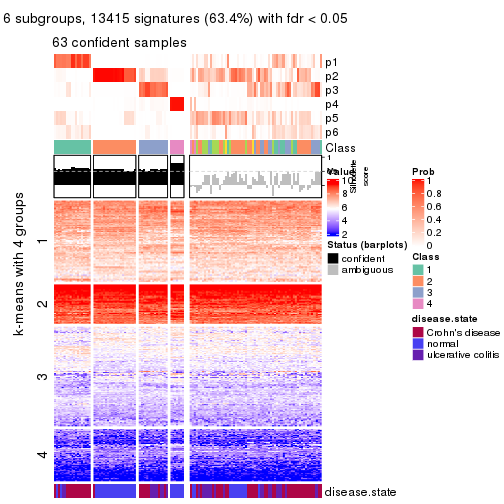 6 subgroups, 13415 signatures (63.4%) with fdr < 0.05
63 confident samples
p1
p2
p3
p4
p5
p6
Class
1
Silhouette
score
Value
10
8
6
4
2
Status (barplots)
confident
ambiguous
Prob
1
0.8
0.6
0.4
0.2
0
Class
1
2
3
4
disease.state
Crohn's disease
normal
ulcerative colitis
k-means with 4 groups
1
2
3
4
disease.state